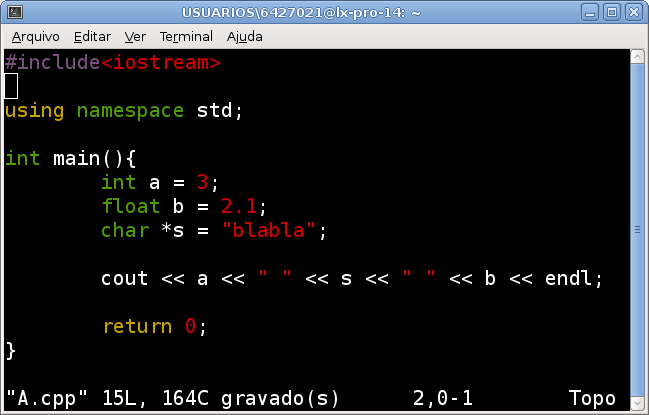 USUARIOS\6427021@lx-pro-14: ~
Arquivo Editar Ver Terminal Ajuda
#include<iostream>
using namespace std;
int main(){
int a = 3;
float b = 2.1;
char *s = "blabla";
cout << a << " " << s << " " << b << endl;
return 0;
}
"A.cpp" 15L, 164C gravado(s) 2,0-1 Topo